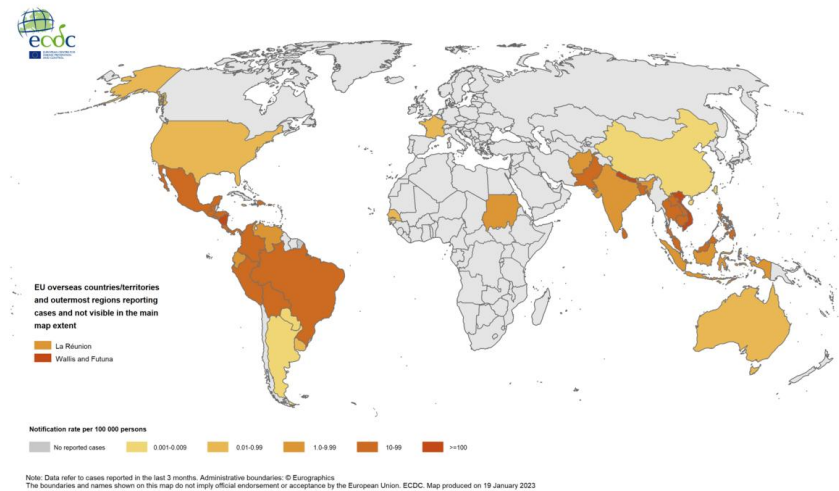 ecdc
EU overseas countries/territories
and outermost regions reporting
cases and not visible in the main
map extent
La Réunion
Wallis and Futuna
Notification rate per 100 000 persons
No reported cases 0.001-0.009 0.01-0.99 1.0-9.99 10-99 >=100
Note: Data refer to cases reported in the last 3 months. Administrative boundaries: © Eurographics
The boundaries and names shown on this map do not imply official endorsement or acceptance by the European Union. ECDC. Map produced on 19 January 2023